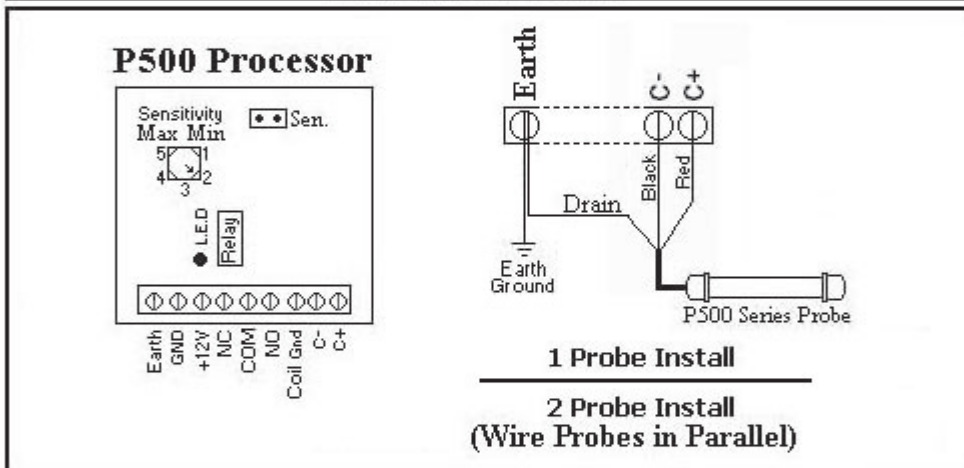 P500 Processor
Sensitivity
Max Min
Sen.
5 1
4 2
3
L.E.D
Relay
Earth
GND
+12V
NC
COM
NO
Coil Gnd
C-
C+
Earth
C-
C+
Black
Red
Drain
Earth
Ground
P500 Series Probe
1 Probe Install
2 Probe Install
(Wire Probes in Parallel)